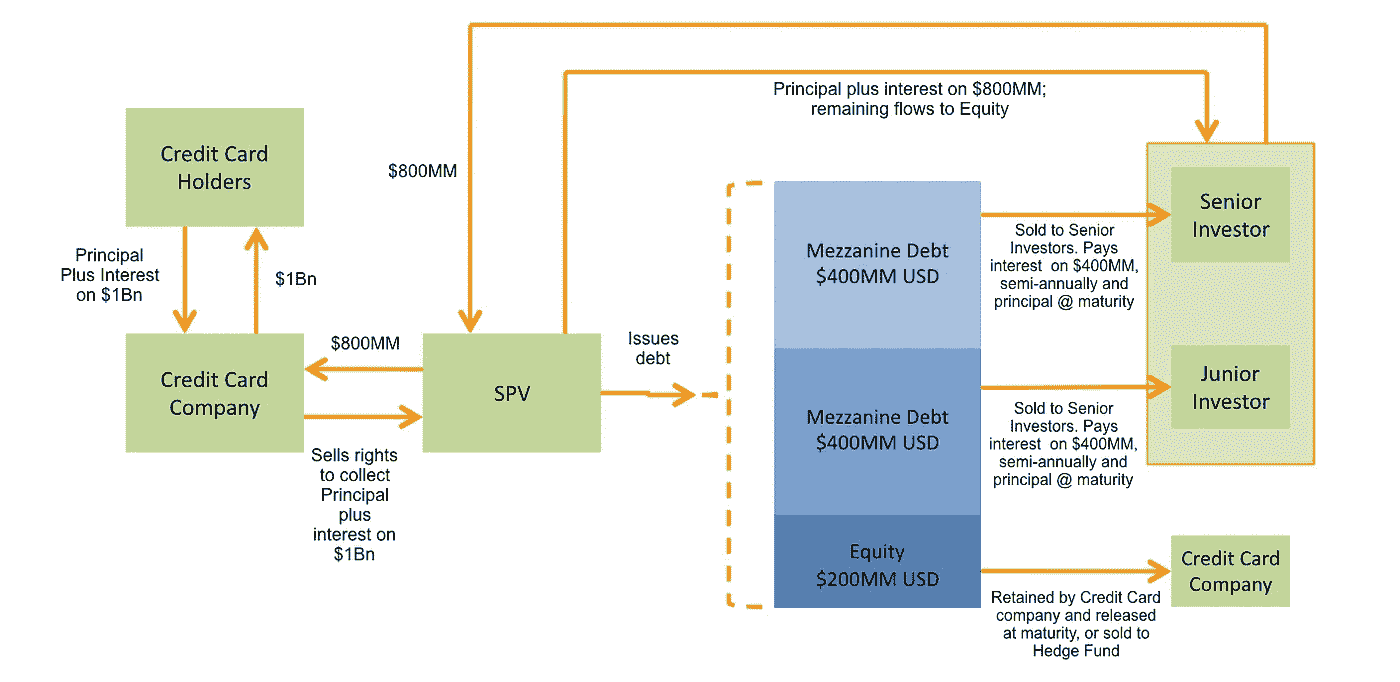 Credit Card
Holders
Principal
Plus Interest
on $1Bn
$1Bn
Credit Card
Company
$800MM
Sells rights
to collect
Principal
plus
interest on
$1Bn
SPV
$800MM
Principal plus interest on $800MM;
remaining flows to Equity
Issues
debt
Mezzanine Debt
$400MM USD
Mezzanine Debt
$400MM USD
Equity
$200MM USD
Sold to Senior
Investors. Pays
interest  on $400MM,
semi-annually and
principal @ maturity
Senior
Investor
Sold to Senior
Investors. Pays
interest  on $400MM,
semi-annually and
principal @ maturity
Junior
Investor
Retained by Credit Card
company and released
at maturity, or sold to
Hedge Fund
Credit Card
Company